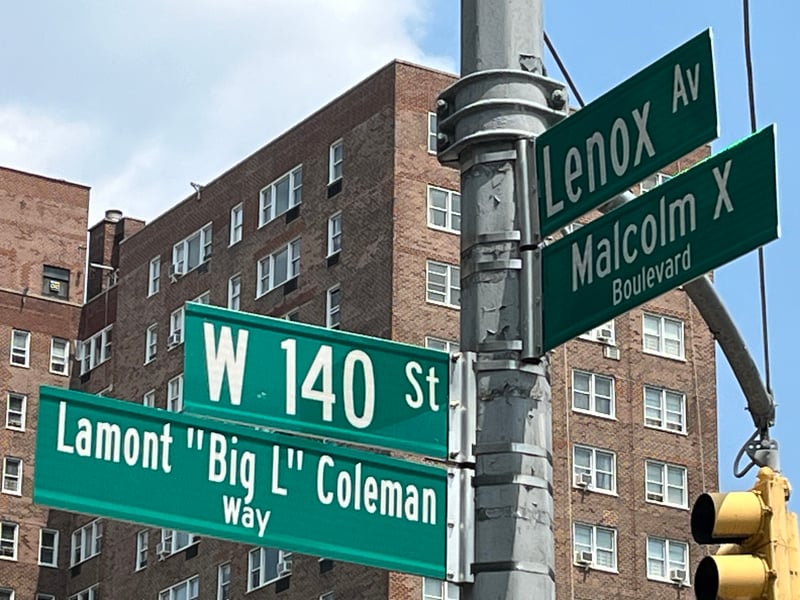 Lenox Av
Malcolm X
Boulevard
W 140 St
Lamont "Big L" Coleman
Way